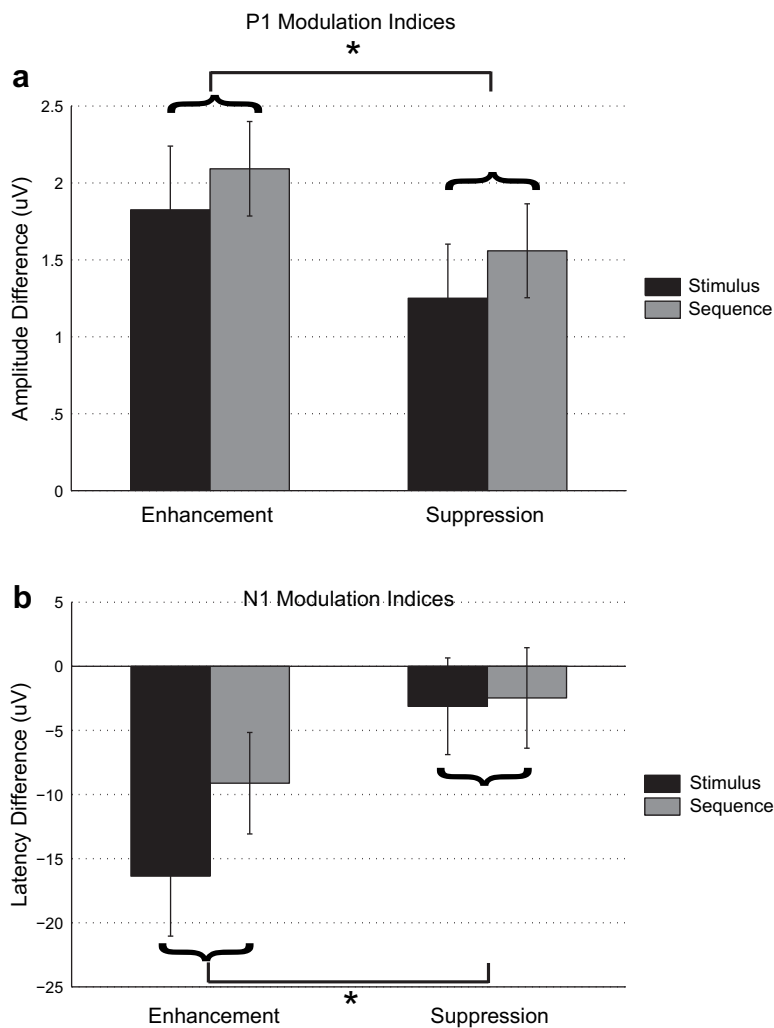 P1 Modulation Indices
*
a
Amplitude Difference (uV)
2.5
2
1.5
1
.5
0
Enhancement Suppression
Stimulus
Sequence
b
N1 Modulation Indices
Latency Difference (uV)
5
0
−5
−10
−15
−20
−25
Stimulus
Sequence
*
Enhancement Suppression